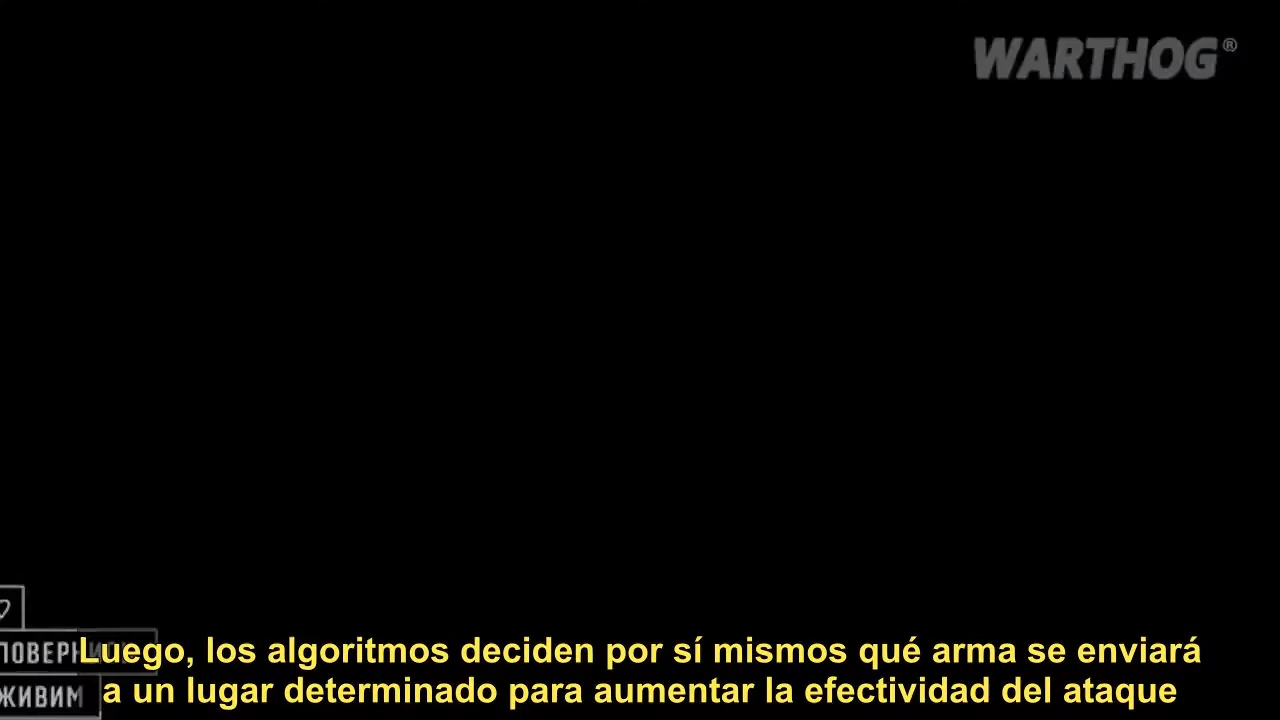 WARTHOG®
ЖИВИМ
Luego, los algoritmos deciden por sí mismos qué arma se enviará
a un lugar determinado para aumentar la efectividad del ataque